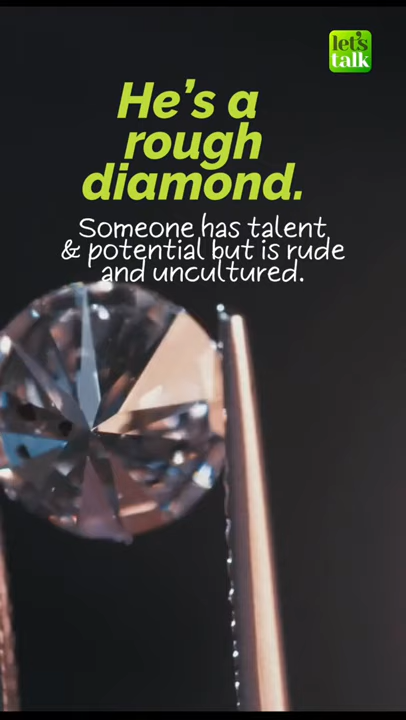 let's
talk
He's a
rough
diamond.
Someone has talent
& potential but is rude
and uncultured.